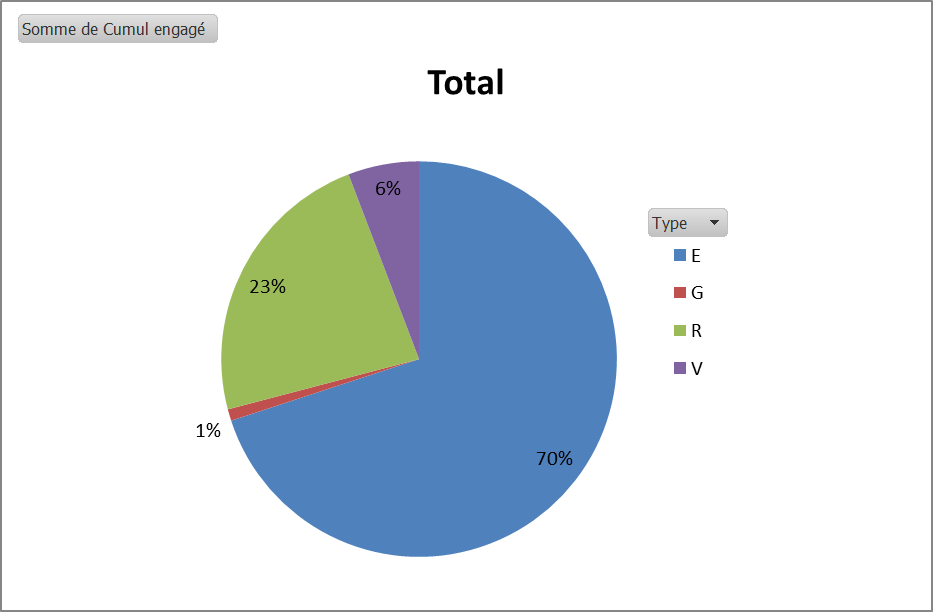 Somme de Cumul engagé
Total
6%
23%
1%
70%
Type
E
G
R
V